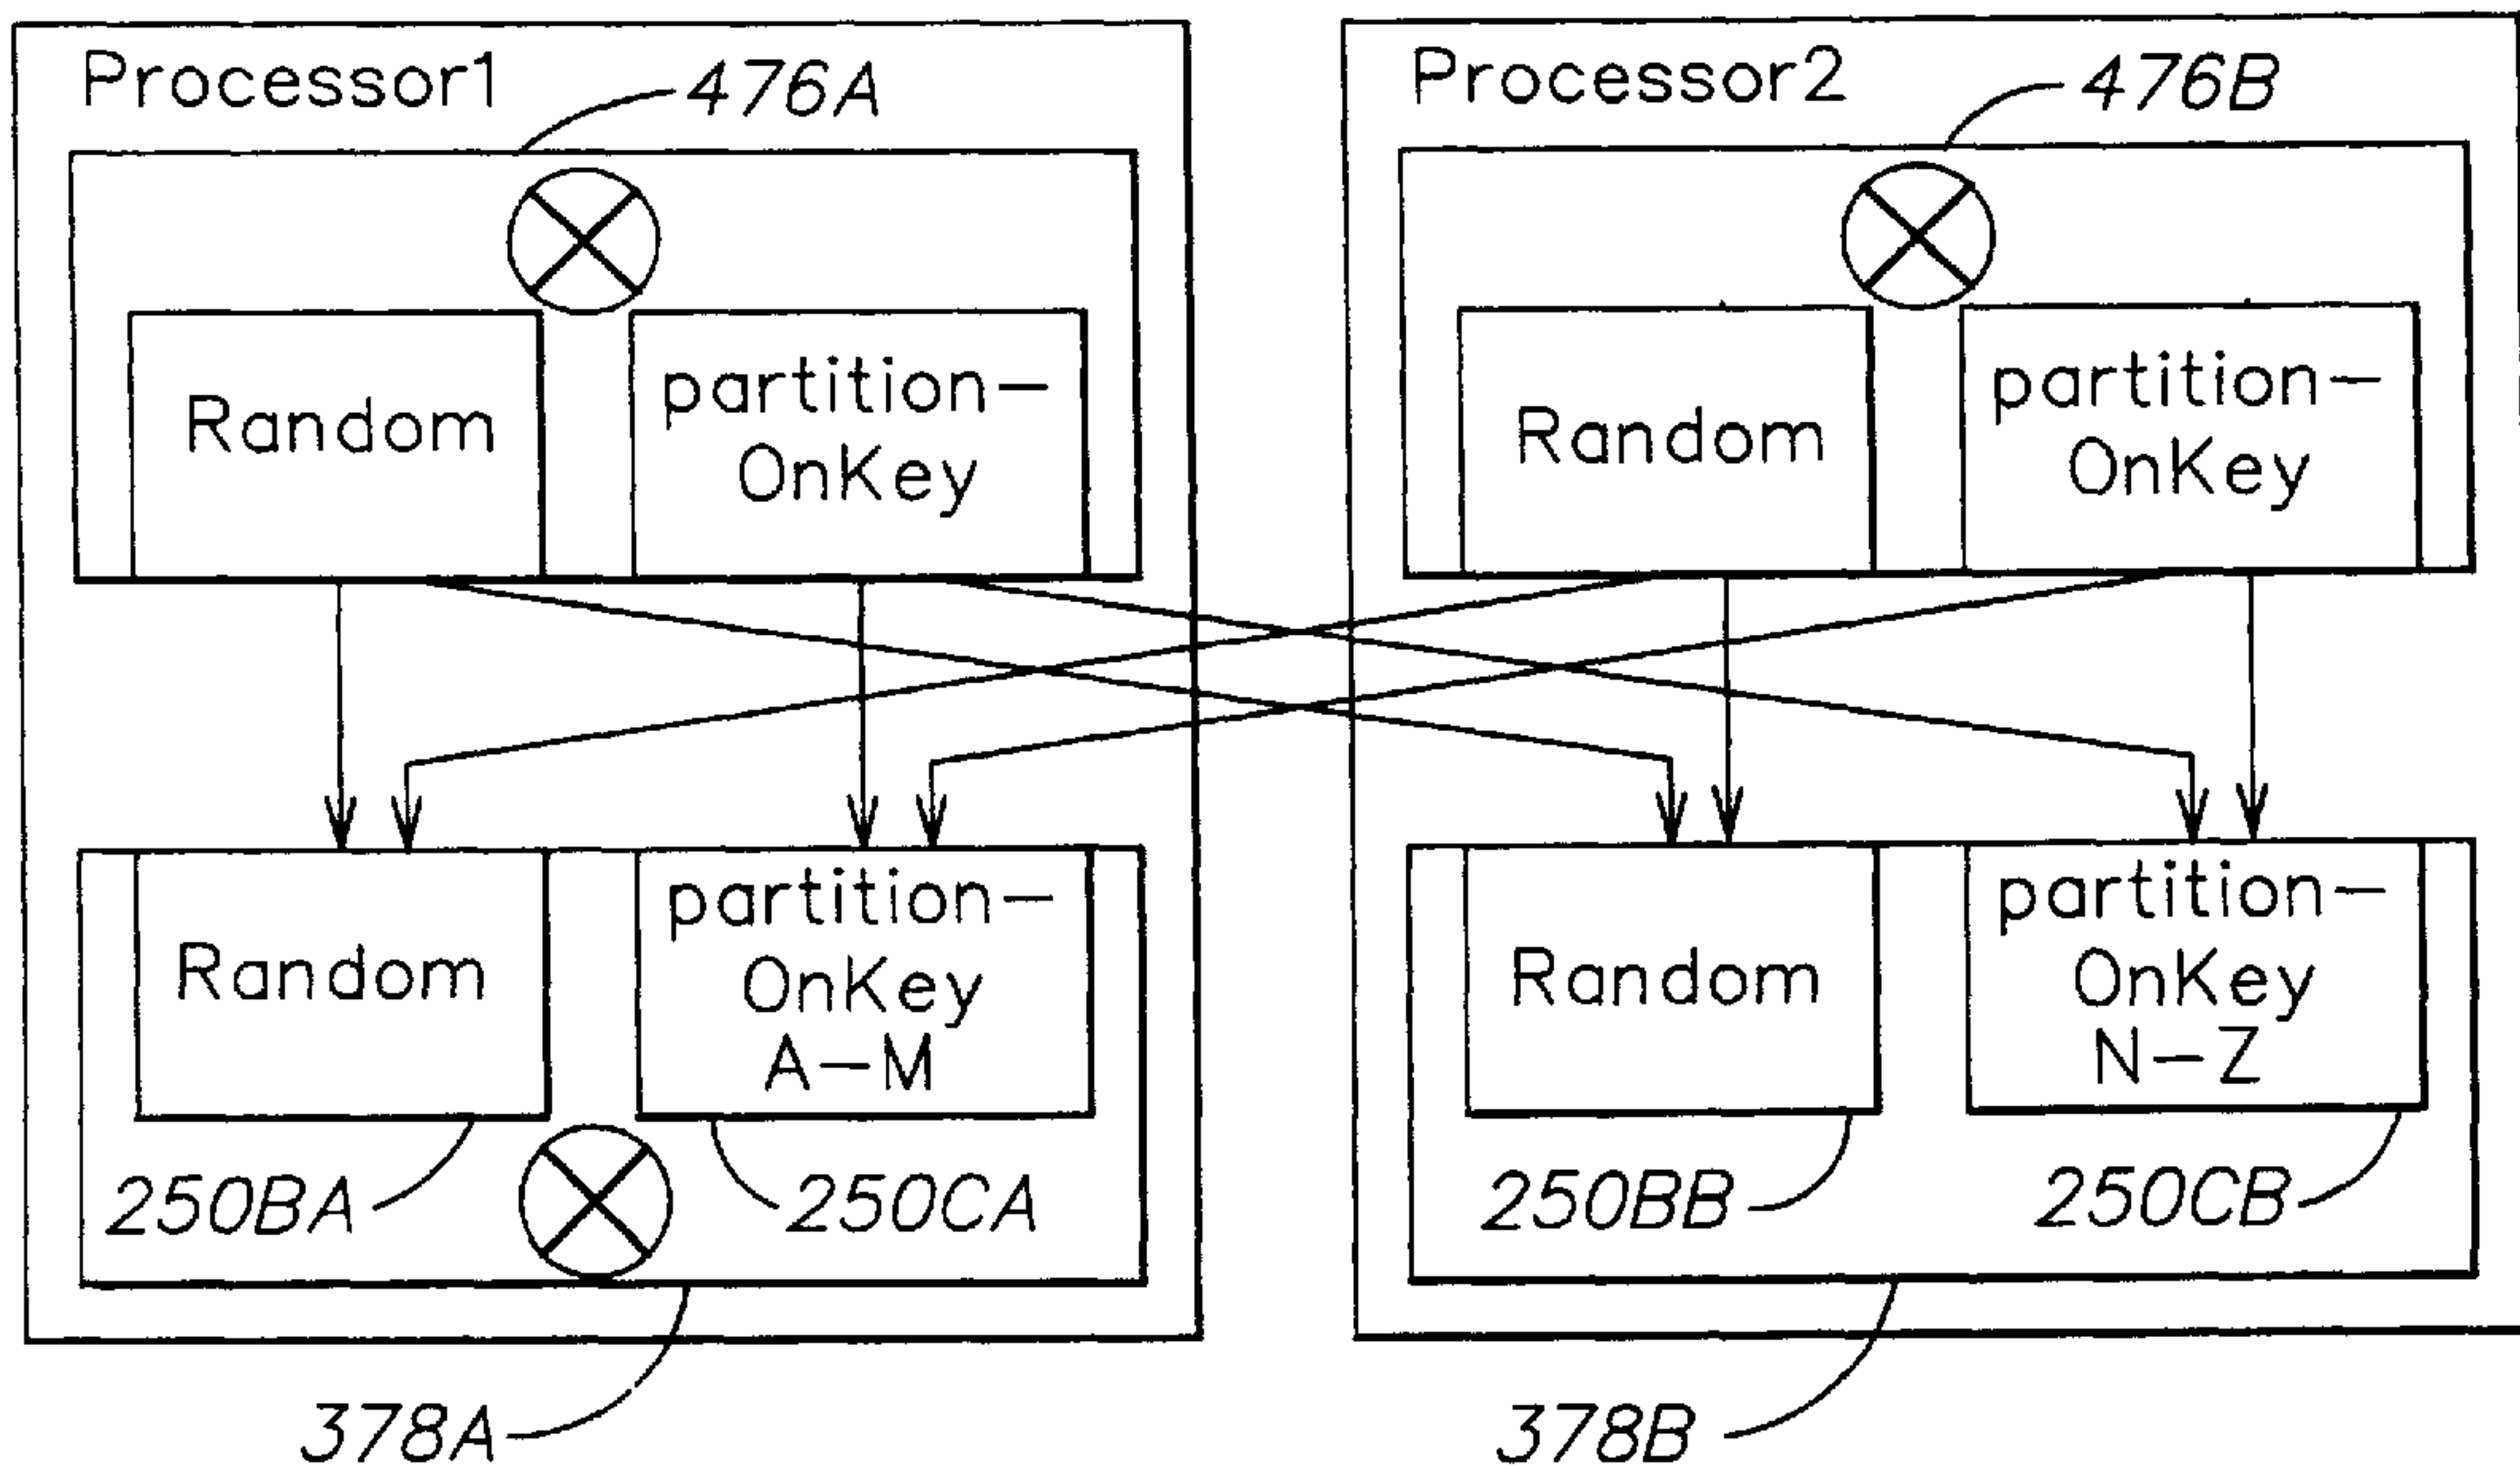 Processor1
476A
Random
partition-
OnKey
Random
partition-
OnKey
A-M
250BA
250CA
378A
Processor2
476B
Random
partition-
OnKey
Random
partition-
OnKey
N-Z
250BB
250CB
378B